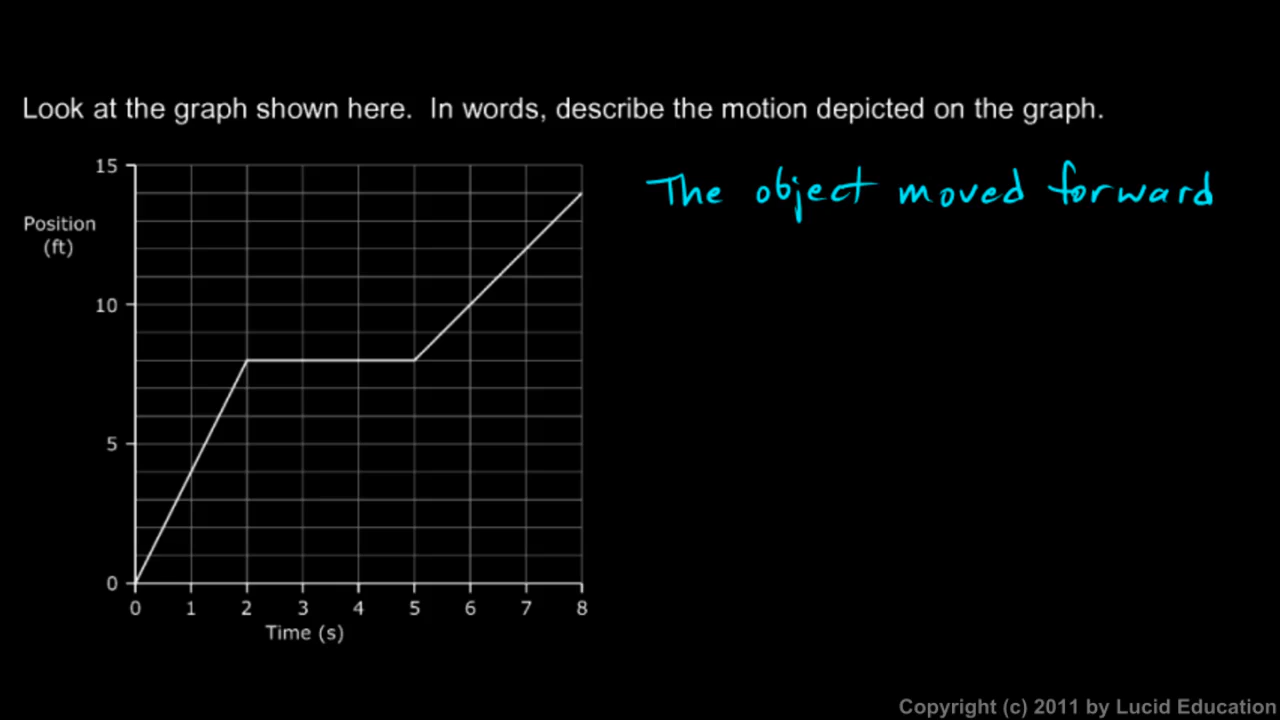 Look at the graph shown here. In words, describe the motion depicted on the graph.
The object moved forward
15
Position
(ft)
10
5
0
0 1 2 3 4 5 6 7 8
Time (s)
Copyright (c) 2011 by Lucid Education